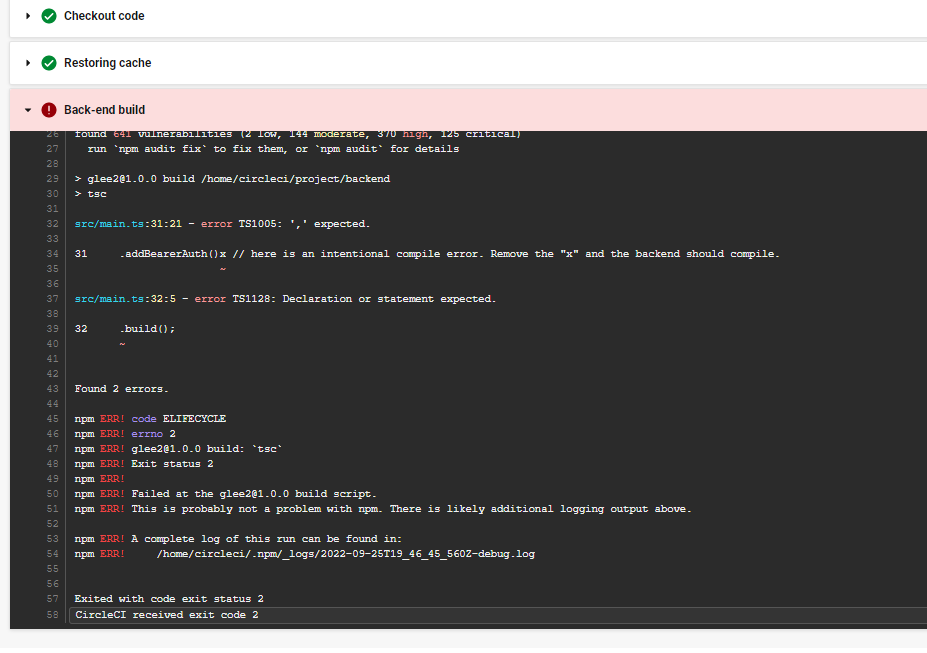 Checkout code
Restoring cache
Back-end build
26 found 641 vulnerabilities (2 low, 144 moderate, 370 high, 125 critical)
27 run `npm audit fix` to fix them, or `npm audit` for details
28
29 > glee2@1.0.0 build /home/circleci/project/backend
30 > tsc
31
32 src/main.ts:31:21 - error TS1005: ',' expected.
33
34 31     .addBearerAuth()x // here is an intentional compile error. Remove the "x" and the backend should compile.
35                        ~
36
37 src/main.ts:32:5 - error TS1128: Declaration or statement expected.
38
39 32     .build();
40        ~
41
42
43 Found 2 errors.
44
45 npm ERR! code ELIFECYCLE
46 npm ERR! errno 2
47 npm ERR! glee2@1.0.0 build: `tsc`
48 npm ERR! Exit status 2
49 npm ERR!
50 npm ERR! Failed at the glee2@1.0.0 build script.
51 npm ERR! This is probably not a problem with npm. There is likely additional logging output above.
52
53 npm ERR! A complete log of this run can be found in:
54 npm ERR!     /home/circleci/.npm/_logs/2022-09-25T19_46_45_560Z-debug.log
55
56
57 Exited with code exit status 2
58 CircleCI received exit code 2